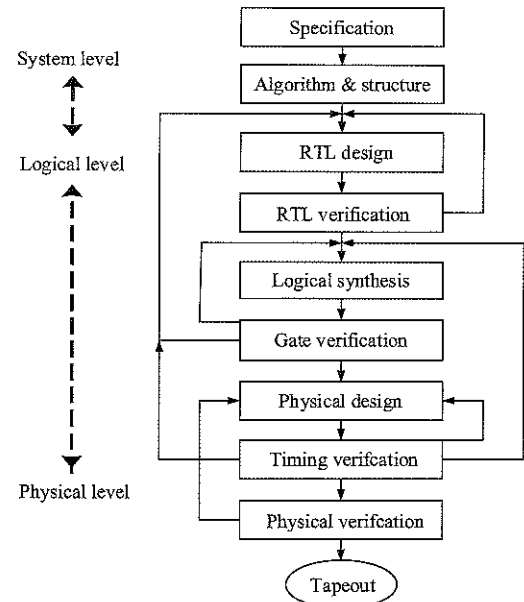 Specification
System level
Algorithm & structure
RTL design
Logical level
RTL verification
Logical synthesis
Gate verification
Physical design
Timing verifcation
Physical level
Physical verifcation
Tapeout